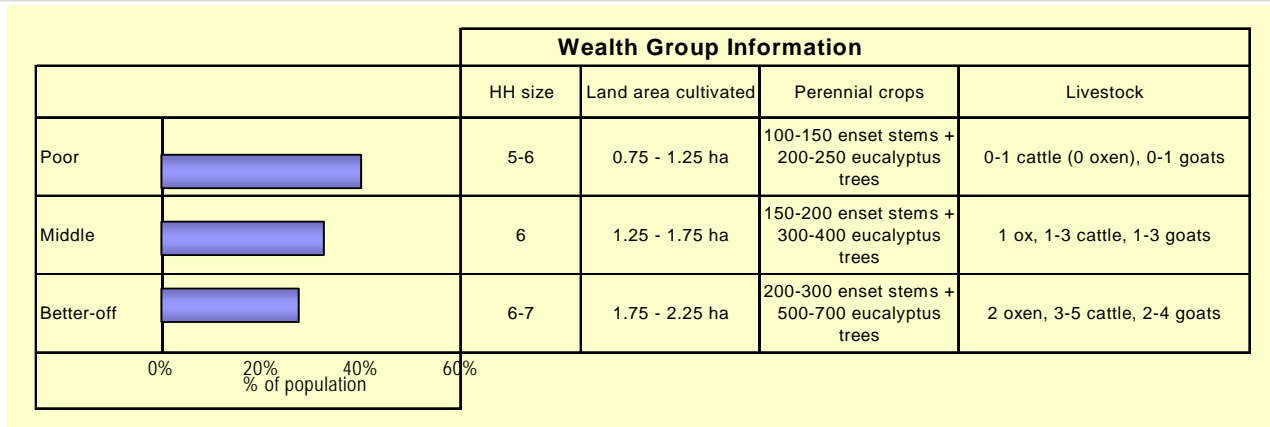 Wealth Group Information
HH size
Land area cultivated
Perennial crops
Livestock
Poor
5-6
0.75 - 1.25 ha
100-150 enset stems +
200-250 eucalyptus
trees
0-1 cattle (0 oxen), 0-1 goats
Middle
6
1.25 - 1.75 ha
150-200 enset stems +
300-400 eucalyptus
trees
1 ox, 1-3 cattle, 1-3 goats
Better-off
6-7
1.75 - 2.25 ha
200-300 enset stems +
500-700 eucalyptus
trees
2 oxen, 3-5 cattle, 2-4 goats
0% 20% 40% 60%
% of population